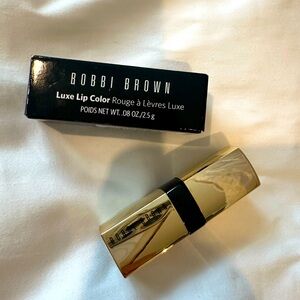 BOBBI BROWN
Luxe Lip Color Rouge à Lèvres Luxe
POIDS NET WT. .08 OZ./2.5 g